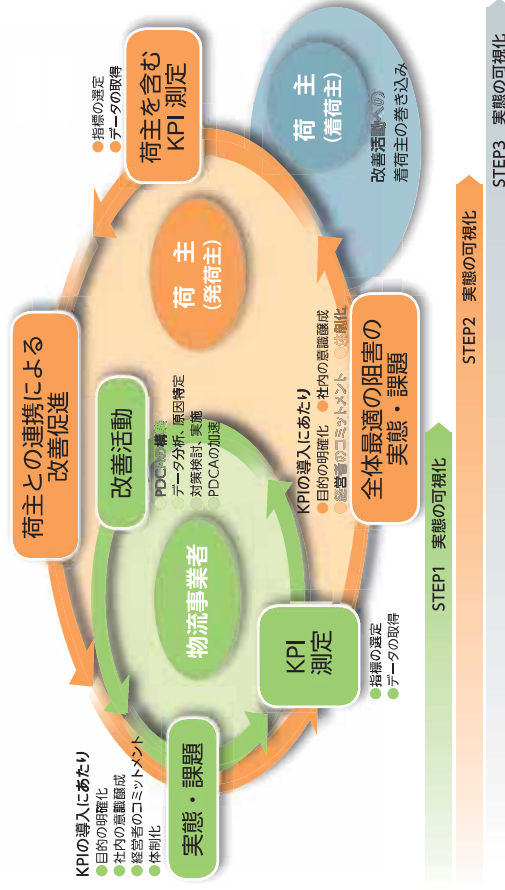 荷主との連携による
改善促進
荷主を含む
KPI 測定
●指標の選定
●データの取得
改善活動
PDCAの構築
データ分析、原因特定
対策検討、実施
PDCAの加速
荷　主
（発荷主）
荷　主
（着荷主）
改善活動への
着荷主の巻き込み
物流事業者
KPIの導入にあたり
●目的の明確化
●社内の意識醸成
●経営者のコミットメント
●体制化
実態・課題
KPI
測定
●指標の選定
●データの取得
KPIの導入にあたり
●目的の明確化　●社内の意識醸成
●経営者のコミットメント　●体制化
全体最適の阻害の
実態・課題
STEP1　実態の可視化
STEP2　実態の可視化
STEP3　実態の可視化